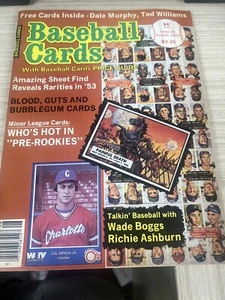 Free Cards Inside - Dale Murphy, Ted Williams
Baseball
Cards
With Baseball Cards PRICE GUIDE
Amazing Sheet Find
Reveals Rarities in '53
BLOOD, GUTS AND
BUBBLEGUM CARDS
Minor League Cards:
WHO'S HOT IN
"PRE-ROOKIES"
Charlotte
WBTV
CAL RIPKEN JR.
Talkin' Baseball with
Wade Boggs
Richie Ashburn